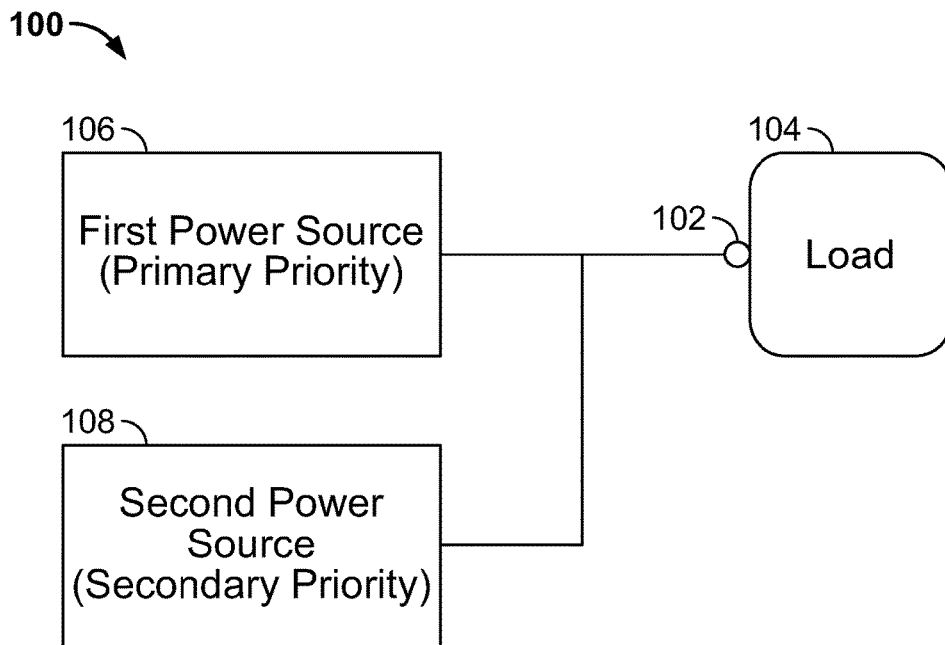 100
106
First Power Source
(Primary Priority)
102
104
Load
108
Second Power
Source
(Secondary Priority)